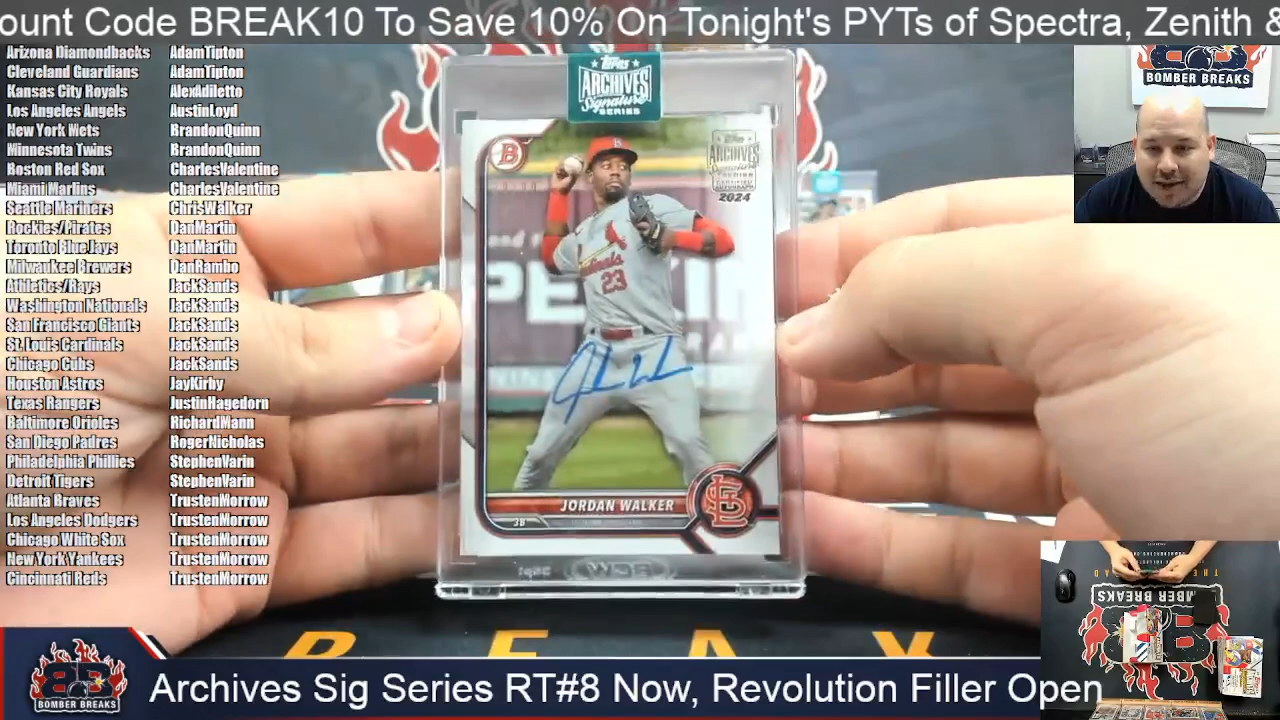 ount Code BREAK10 To Save 10% On Tonight's PYTs of Spectra, Zenith &
Arizona Diamondbacks AdamTipton
Cleveland Guardians AdamTipton
Kansas City Royals AlexAdiletto
Los Angeles Angels AustinLoyd
New York Mets BrandonQuinn
Minnesota Twins BrandonQuinn
Boston Red Sox CharlesValentine
Miami Marlins CharlesValentine
Seattle Mariners ChrisWalker
Rockies/Pirates DanMartin
Toronto Blue Jays DanMartin
Milwaukee Brewers DanRambo
Athletics/Rays JackSands
Washington Nationals JackSands
San Francisco Giants JackSands
St. Louis Cardinals JackSands
Chicago Cubs JackSands
Houston Astros JayKirby
Texas Rangers JustinHagedorn
Baltimore Orioles RichardMann
San Diego Padres RogerNicholas
Philadelphia Phillies StephenVarin
Detroit Tigers StephenVarin
Atlanta Braves TrustenMorrow
Los Angeles Dodgers TrustenMorrow
Chicago White Sox TrustenMorrow
New York Yankees TrustenMorrow
Cincinnati Reds TrustenMorrow
Topps
ARCHIVES
Signature
SERIES
B
ARCHIVES
Signature
2024
Cardinals
23
JORDAN WALKER
3B
BOMBER BREAKS
BOMBER BREAKS
B R E A K
BOMBER BREAKS
Archives Sig Series RT#8 Now, Revolution Filler Open